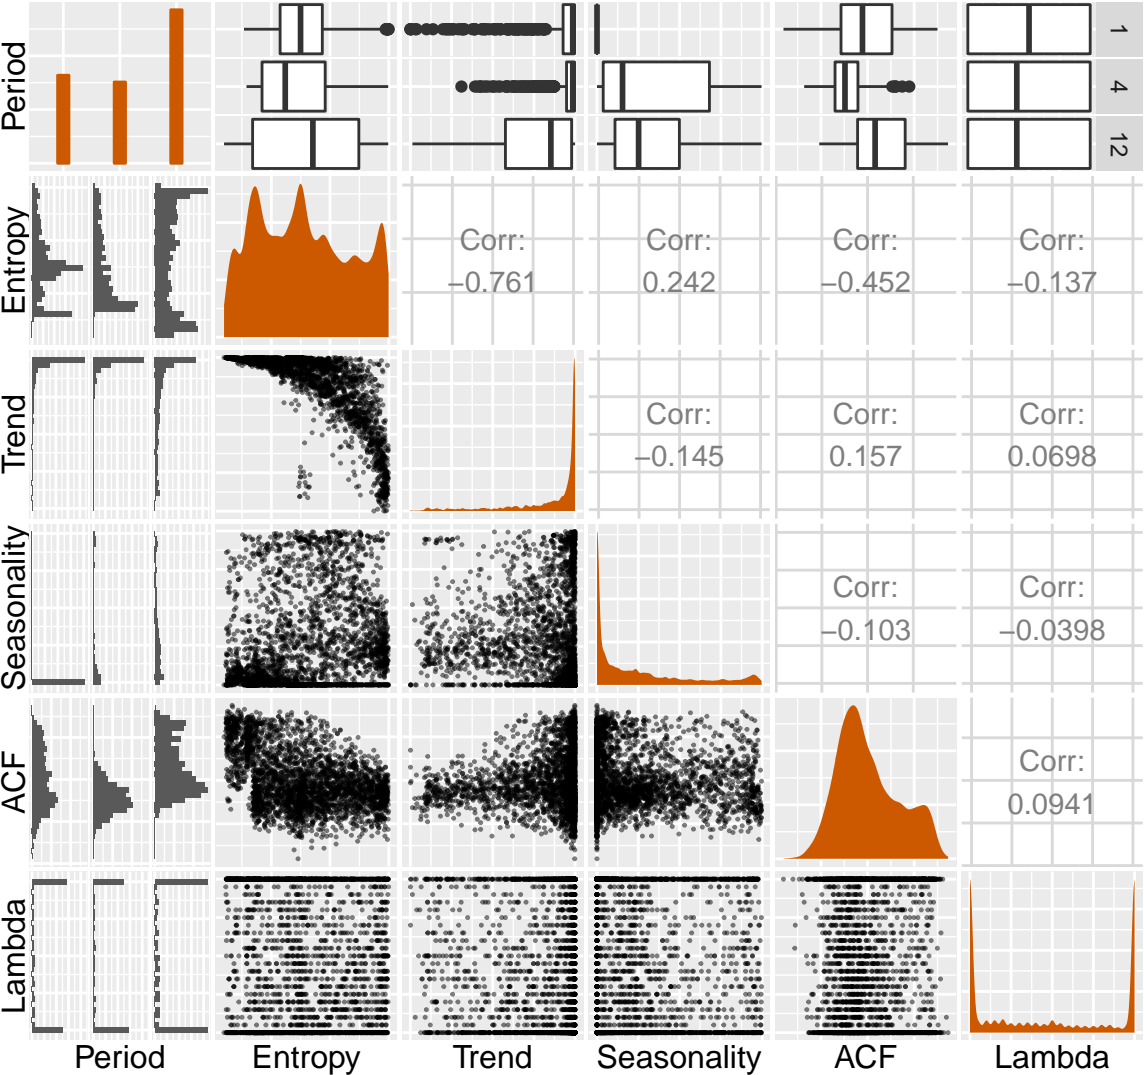 Period
1
4
12
Entropy
Corr:
−0.761
Corr:
0.242
Corr:
−0.452
Corr:
−0.137
Trend
Corr:
−0.145
Corr:
0.157
Corr:
0.0698
Seasonality
Corr:
−0.103
Corr:
−0.0398
ACF
Corr:
0.0941
Lambda
Period Entropy Trend Seasonality ACF Lambda